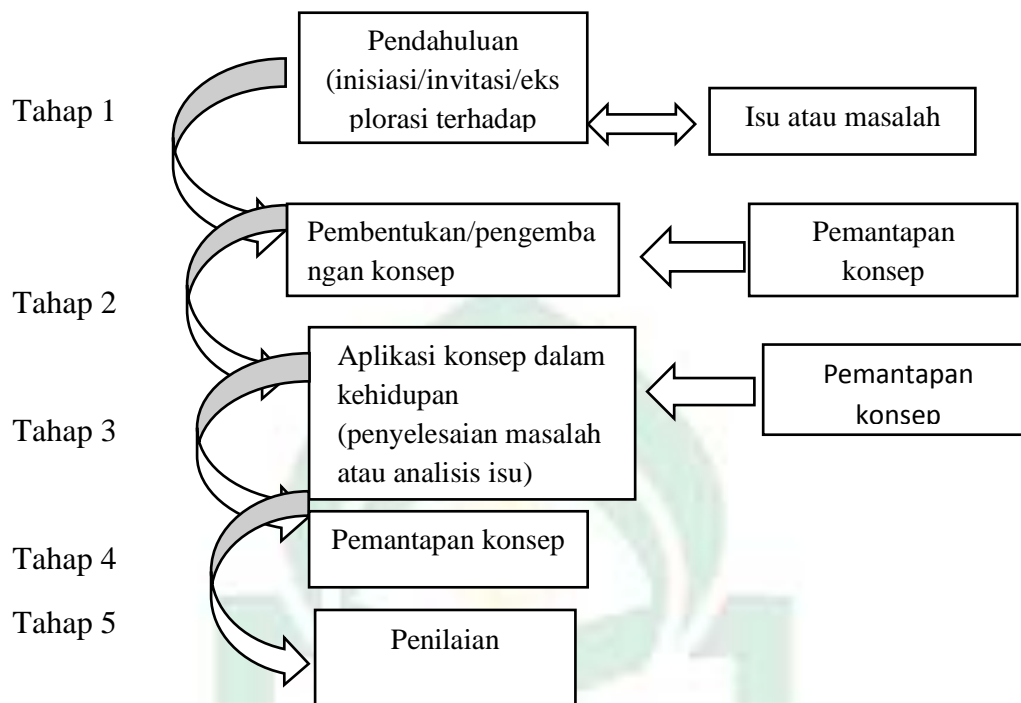 Pendahuluan
(inisiasi/invitasi/eks
plorasi terhadap
Tahap 1
Isu atau masalah
Pembentukan/pengemba
ngan konsep
Pemantapan
konsep
Tahap 2
Aplikasi konsep dalam
kehidupan
(penyelesaian masalah
atau analisis isu)
Pemantapan
konsep
Tahap 3
Pemantapan konsep
Tahap 4
Tahap 5
Penilaian